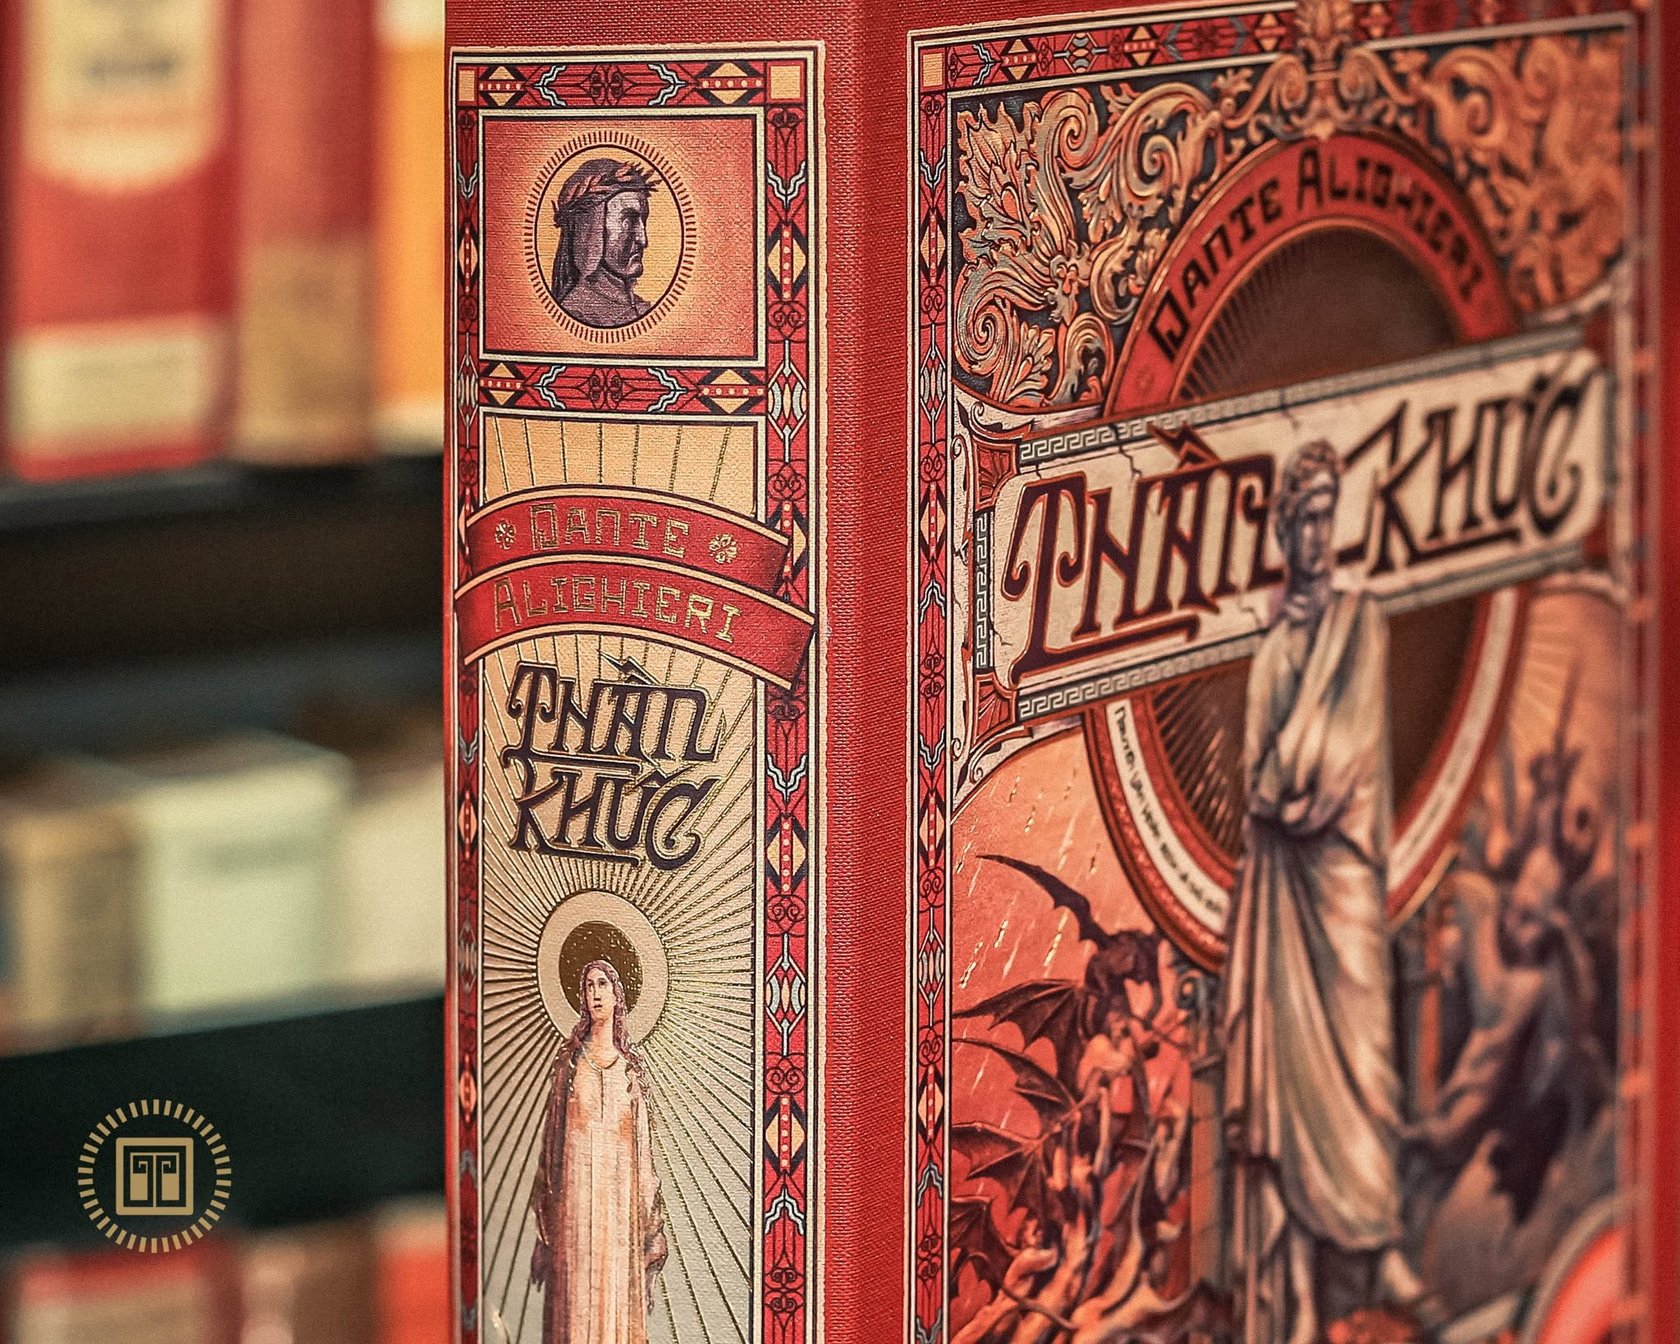 DANTE
ALIGHIERI
THẦN
KHÚC
DANTE ALIGHIERI
THẦN KHÚC